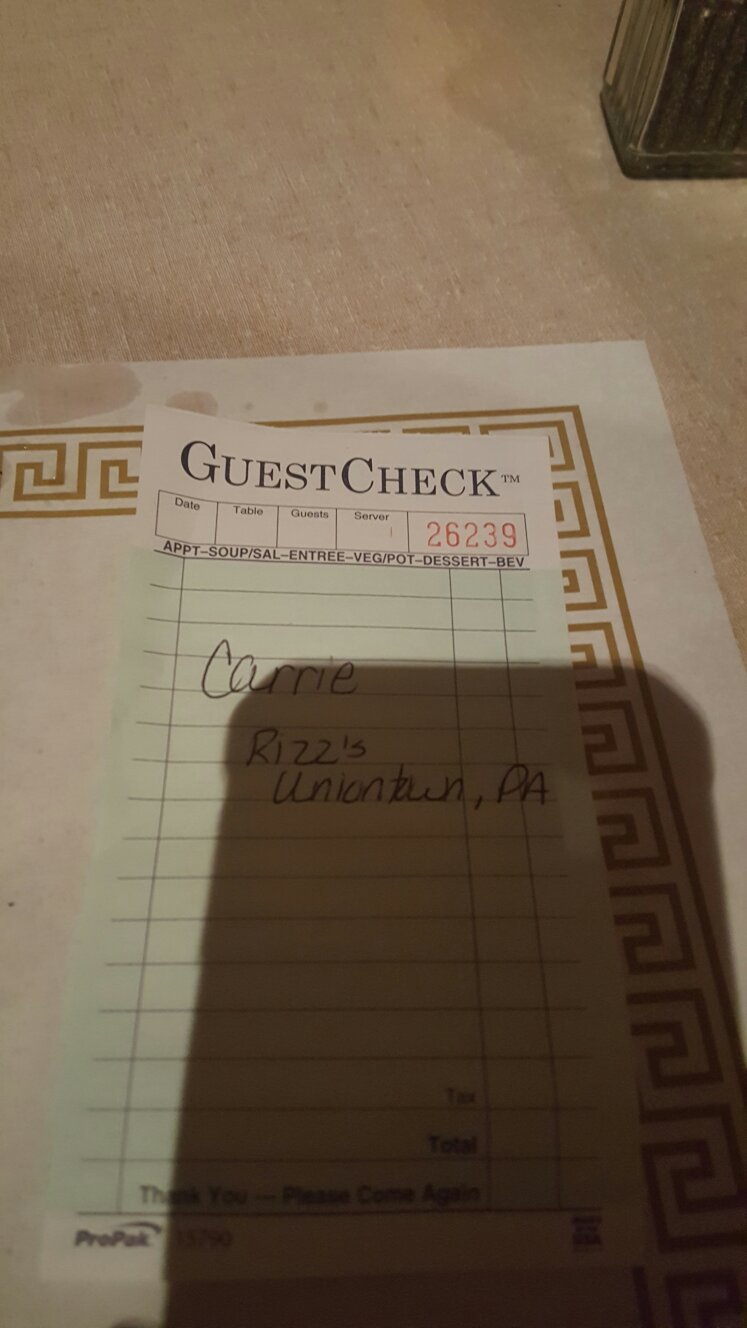 GUESTCHECK™
Date Table Guests Server 26239
APPT–SOUP/SAL–ENTREE–VEG/POT–DESSERT–BEV
Carrie
Rizz's
Uniontown, PA
Tax
Total
Thank You — Please Come Again
ProPak 15790